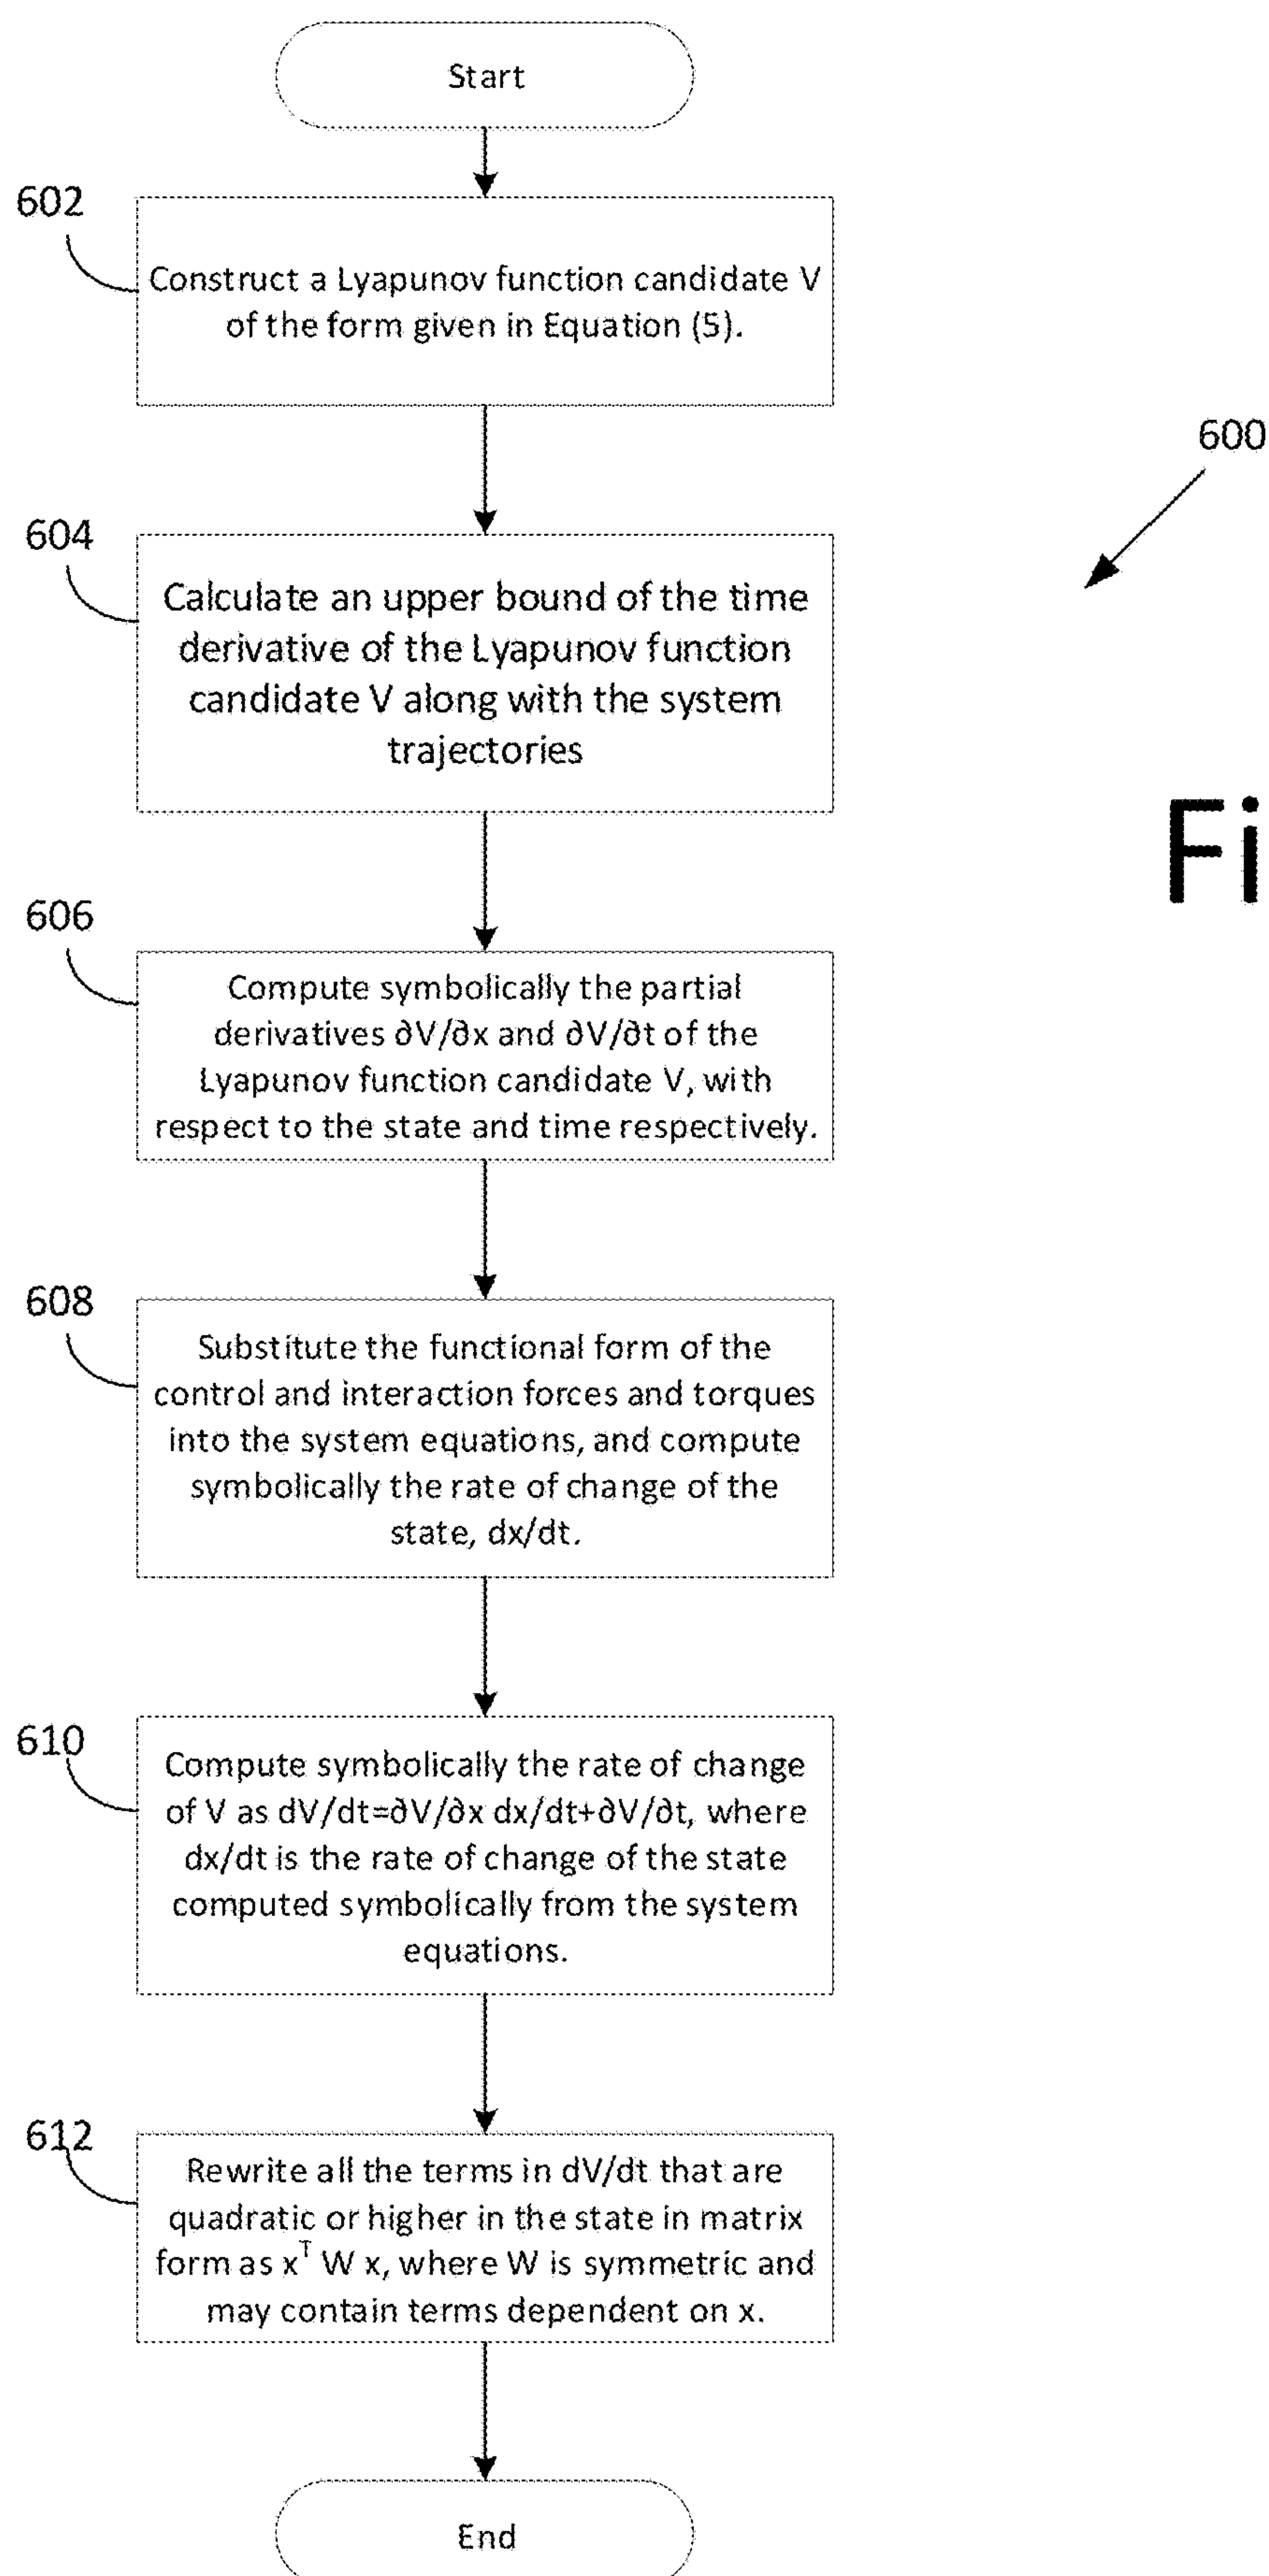 Start
602
Construct a Lyapunov function candidate V
of the form given in Equation (5).
600
604
Calculate an upper bound of the time
derivative of the Lyapunov function
candidate V along with the system
trajectories
Fi
606
Compute symbolically the partial
derivatives ∂V/∂x and ∂V/∂t of the
Lyapunov function candidate V, with
respect to the state and time respectively.
608
Substitute the functional form of the
control and interaction forces and torques
into the system equations, and compute
symbolically the rate of change of the
state, dx/dt.
610
Compute symbolically the rate of change
of V as dV/dt=∂V/∂x dx/dt+∂V/∂t, where
dx/dt is the rate of change of the state
computed symbolically from the system
equations.
612
Rewrite all the terms in dV/dt that are
quadratic or higher in the state in matrix
form as x^T W x, where W is symmetric and
may contain terms dependent on x.
End